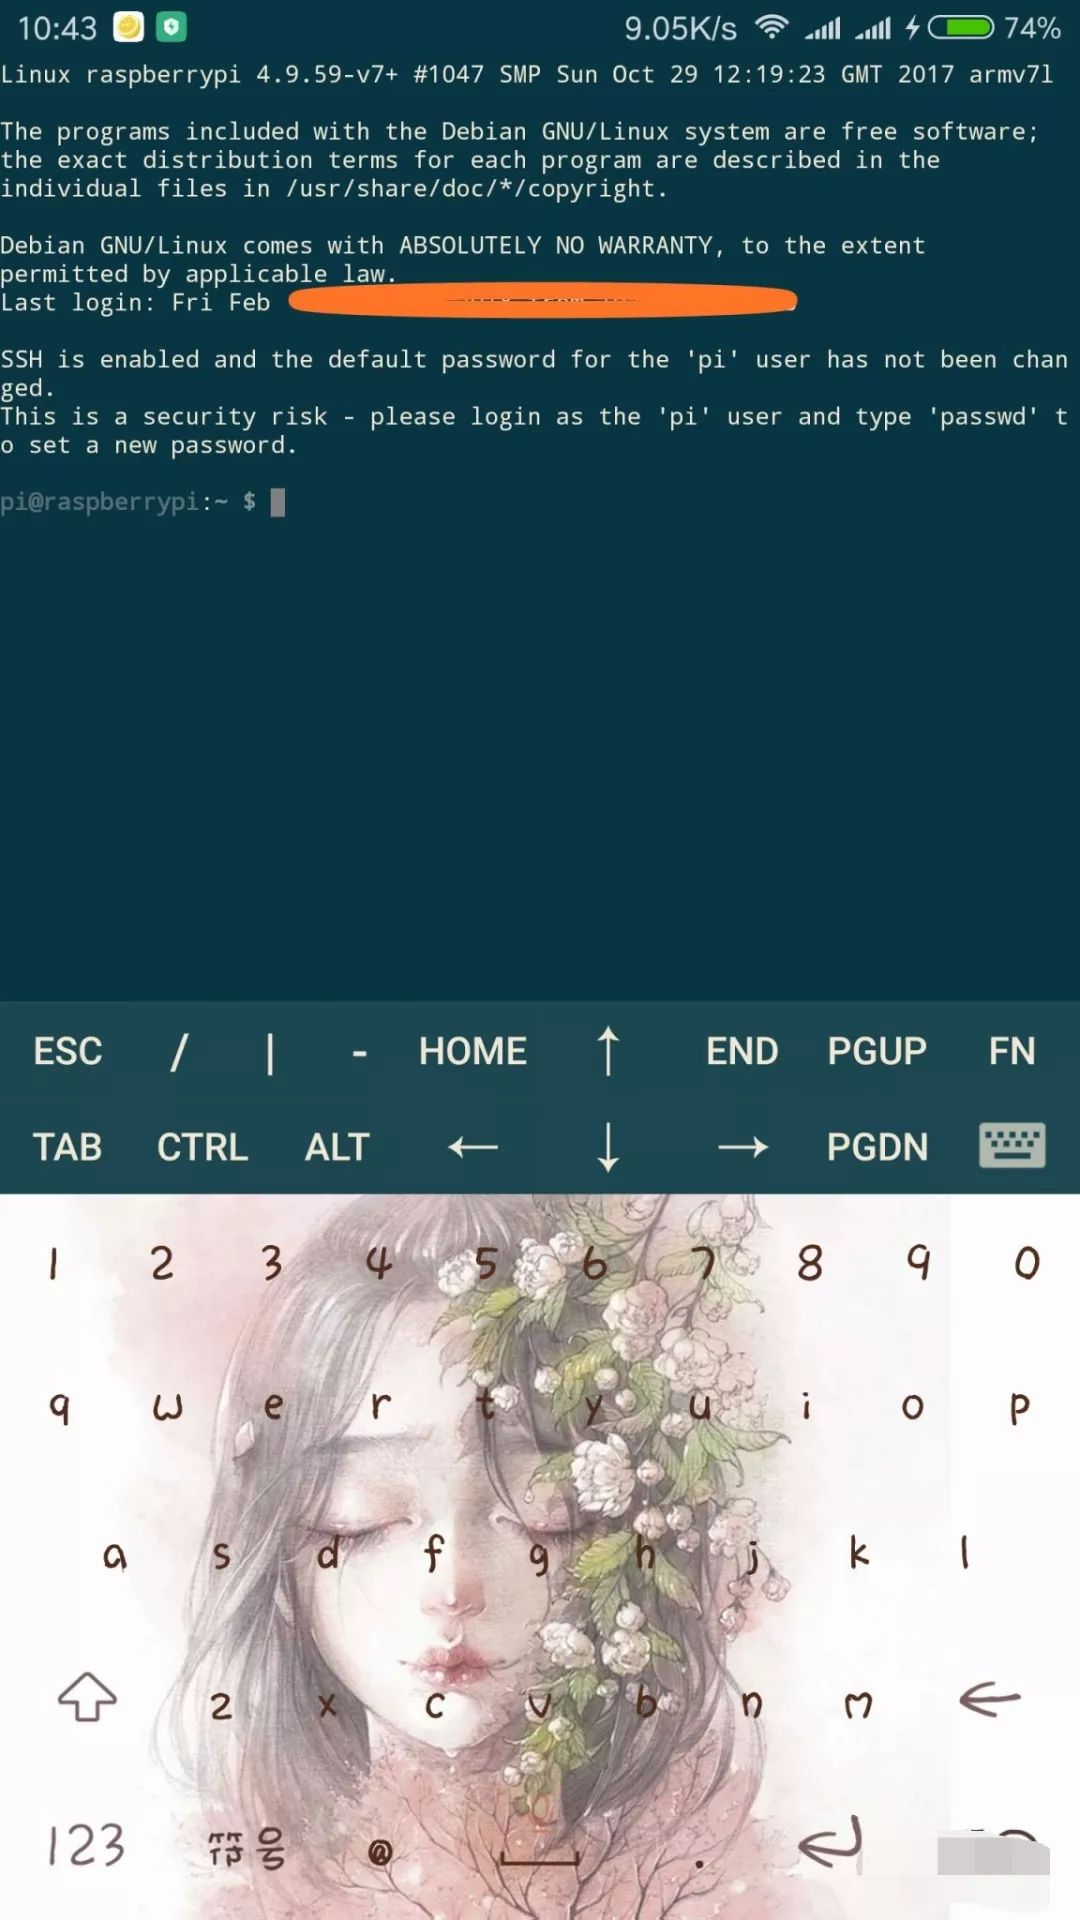 10:43 9.05K/s 74%
Linux raspberrypi 4.9.59-v7+ #1047 SMP Sun Oct 29 12:19:23 GMT 2017 armv7l
The programs included with the Debian GNU/Linux system are free software;
the exact distribution terms for each program are described in the
individual files in /usr/share/doc/*/copyright.
Debian GNU/Linux comes with ABSOLUTELY NO WARRANTY, to the extent
permitted by applicable law.
Last login: Fri Feb
SSH is enabled and the default password for the 'pi' user has not been chan
ged.
This is a security risk - please login as the 'pi' user and type 'passwd' t
o set a new password.
pi@raspberrypi:~ $
ESC / | - HOME ↑ END PGUP FN
TAB CTRL ALT ← ↓ → PGDN
1 2 3 4 5 6 7 8 9 0
q w e r t y u i o p
a s d f g h j k l
z x c v b n m
123 @ .